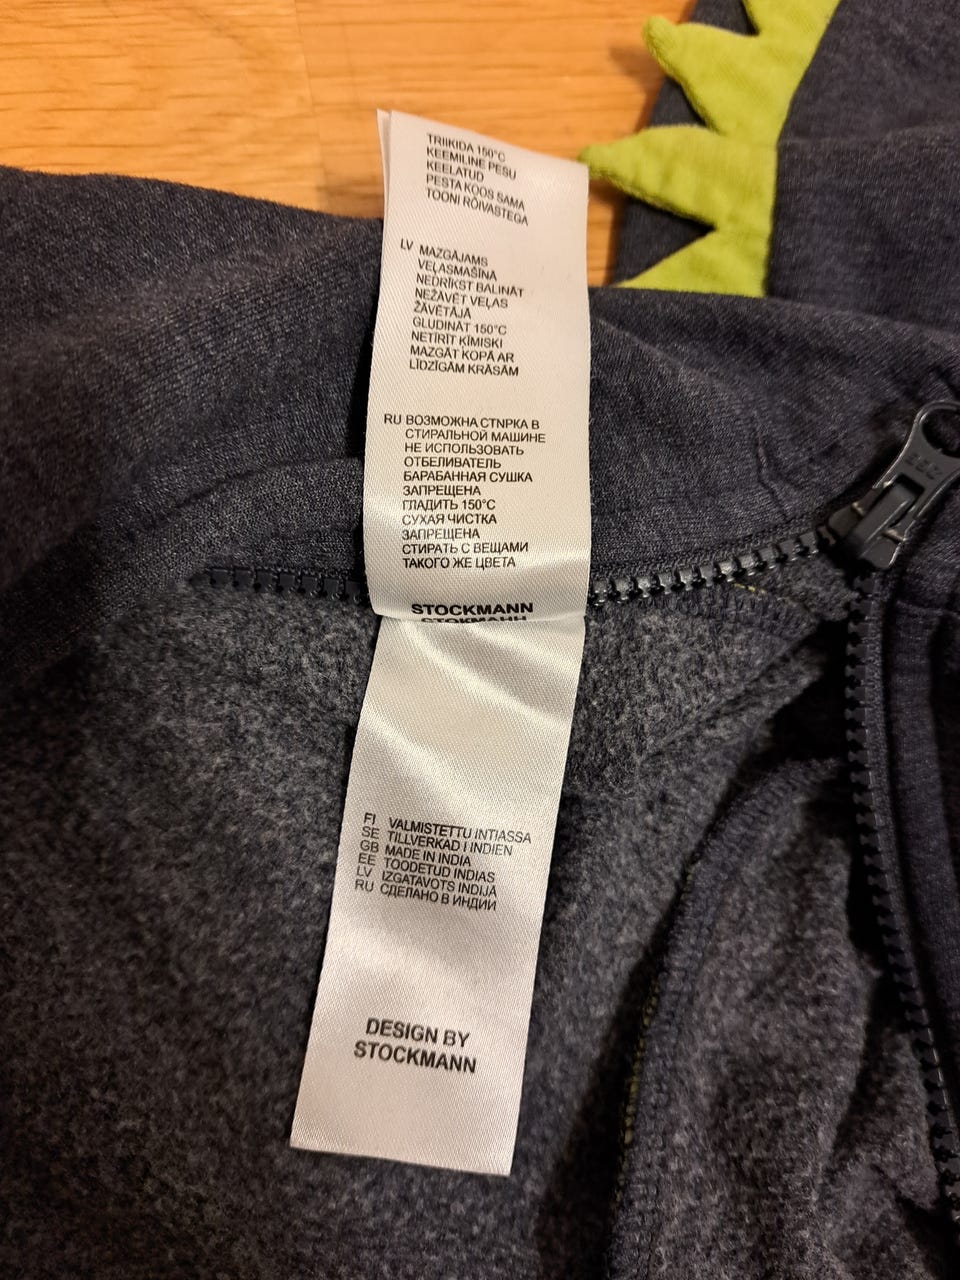 TRIIKIDA 150°C
KEEMILINE PESU
KEELATUD
PESTA KOOS SAMA
TOONI RÕIVASTEGA
LV MAZGĀJAMS
VEĻASMAŠĪNA
NEDRĪKST BALINĀT
NEŽĀVĒT VEĻAS
ŽĀVĒTĀJĀ
GLUDINĀT 150°C
NETĪRĪT ĶĪMISKI
MAZGĀT KOPĀ AR
LĪDZĪGĀM KRĀSĀM
RU ВОЗМОЖНА СТNРКА В
СТИРАЛЬНОЙ МАШИНЕ
НЕ ИСПОЛЬЗОВАТЬ
ОТБЕЛИВАТЕЛЬ
БАРАБАННАЯ СУШКА
ЗАПРЕЩЕНА
ГЛАДИТЬ 150°C
СУХАЯ ЧИСТКА
ЗАПРЕЩЕНА
СТИРАТЬ С ВЕЩАМИ
ТАКОГО ЖЕ ЦВЕТА
STOCKMANN
СТОКМАНН
FI VALMISTETTU INTIASSA
SE TILLVERKAD I INDIEN
GB MADE IN INDIA
EE TOODETUD INDIAS
LV IZGATAVOTS INDIJĀ
RU СДЕЛАНО В ИНДИИ
DESIGN BY
STOCKMANN